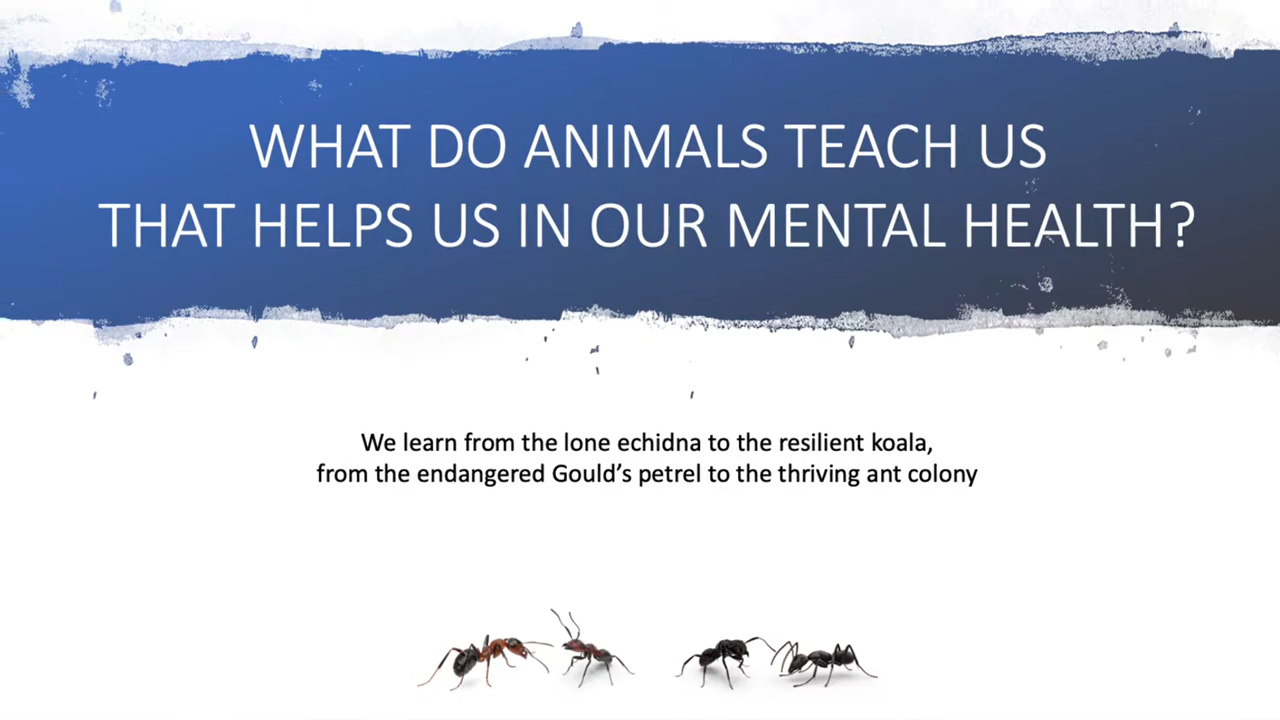 WHAT DO ANIMALS TEACH US
THAT HELPS US IN OUR MENTAL HEALTH?
We learn from the lone echidna to the resilient koala,
from the endangered Gould’s petrel to the thriving ant colony